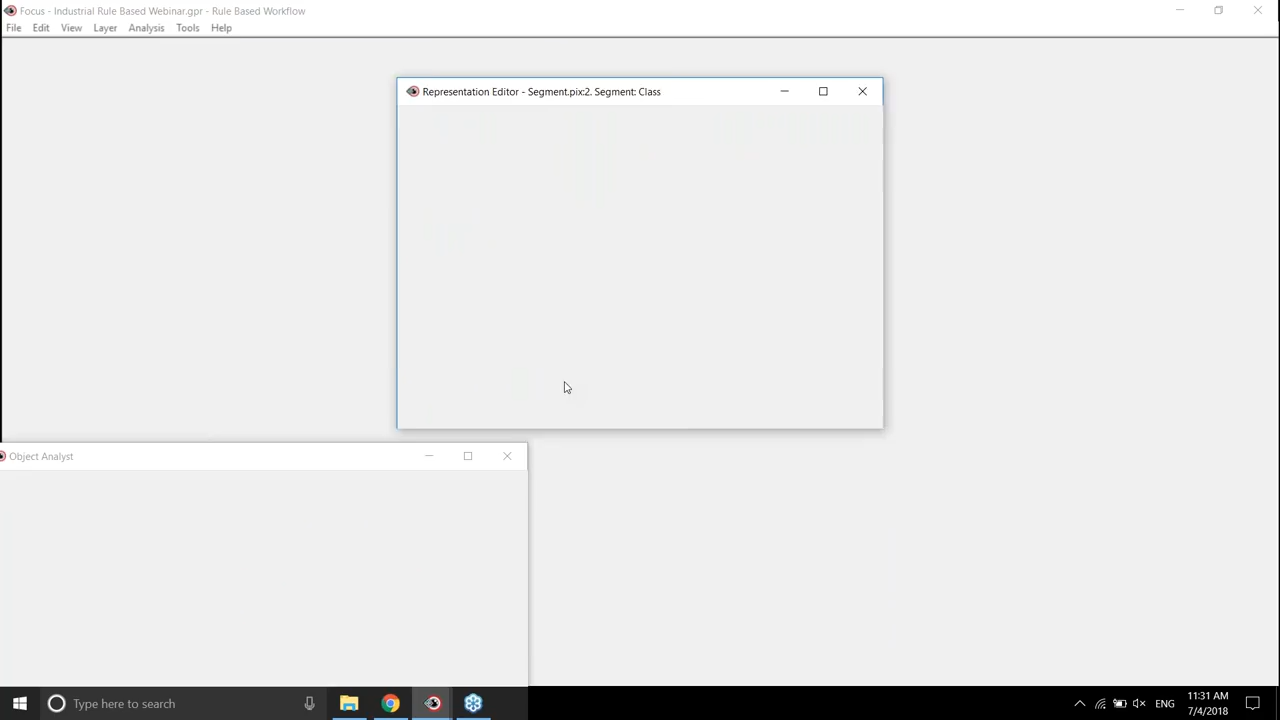 Focus - Industrial Rule Based Webinar.gpr - Rule Based Workflow
File Edit View Layer Analysis Tools Help
Representation Editor - Segment.pix:2. Segment: Class
Object Analyst
Type here to search
ENG
11:31 AM
7/4/2018